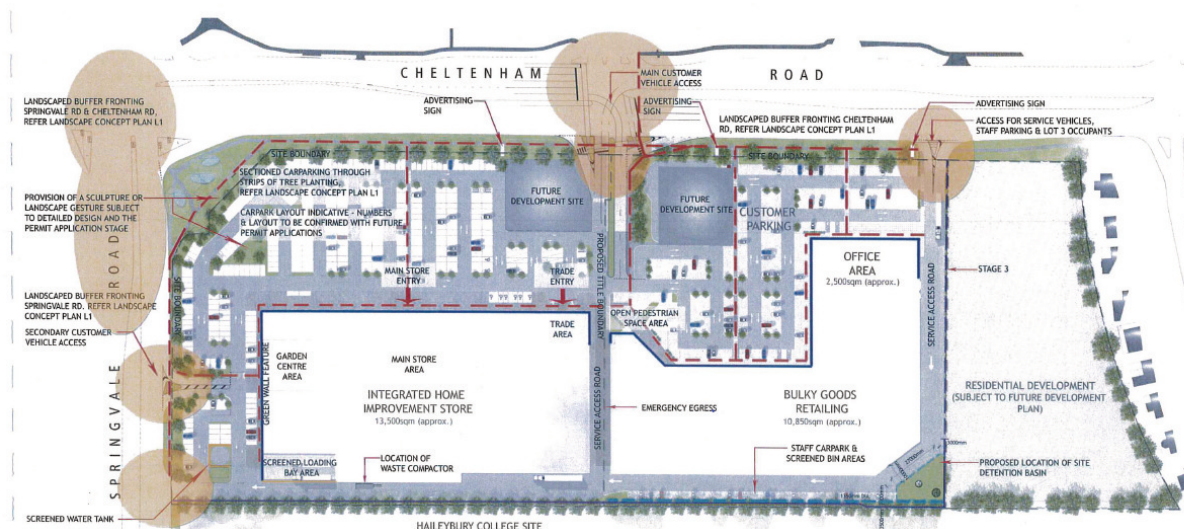 CHELTENHAM ROAD
MAIN CUSTOMER
VEHICLE ACCESS
LANDSCAPED BUFFER FRONTING
SPRINGVALE RD & CHELTENHAM RD,
REFER LANDSCAPE CONCEPT PLAN L1
ADVERTISING
SIGN
ADVERTISING
SIGN
LANDSCAPED BUFFER FRONTING CHELTENHAM
RD, REFER LANDSCAPE CONCEPT PLAN L1
ADVERTISING SIGN
ACCESS FOR SERVICE VEHICLES,
STAFF PARKING & LOT 3 OCCUPANTS
SITE BOUNDARY
SITE BOUNDARY
SECTIONED CARPARKING THROUGH
STRIPS OF TREE PLANTING,
REFER LANDSCAPE CONCEPT PLAN L1
PROVISION OF A SCULPTURE OR
LANDSCAPE GESTURE SUBJECT
TO DETAILED DESIGN AND THE
PERMIT APPLICATION STAGE
CARPARK LAYOUT INDICATIVE - NUMBERS
& LAYOUT TO BE CONFIRMED WITH FUTURE
PERMIT APPLICATIONS
FUTURE
DEVELOPMENT SITE
FUTURE
DEVELOPMENT SITE
CUSTOMER
PARKING
SPRINGVALE ROAD
SITE BOUNDARY
MAIN STORE
ENTRY
TRADE
ENTRY
PROPOSED TITLE BOUNDARY
OFFICE
AREA
2,500sqm (approx.)
SERVICE ACCESS ROAD
STAGE 3
LANDSCAPED BUFFER FRONTING
SPRINGVALE RD, REFER LANDSCAPE
CONCEPT PLAN L1
SECONDARY CUSTOMER
VEHICLE ACCESS
OPEN PEDESTRIAN
SPACE AREA
TRADE
AREA
GREEN WALL FEATURE
GARDEN
CENTRE
AREA
MAIN STORE
AREA
INTEGRATED HOME
IMPROVEMENT STORE
13,500sqm (approx.)
SERVICE ACCESS ROAD
EMERGENCY EGRESS
BULKY GOODS
RETAILING
10,850sqm (approx.)
RESIDENTIAL DEVELOPMENT
(SUBJECT TO FUTURE DEVELOPMENT
PLAN)
SCREENED LOADING
BAY AREA
LOCATION OF
WASTE COMPACTOR
STAFF CARPARK &
SCREENED BIN AREAS
PROPOSED LOCATION OF SITE
DETENTION BASIN
SCREENED WATER TANK
HAILEYBURY COLLEGE SITE